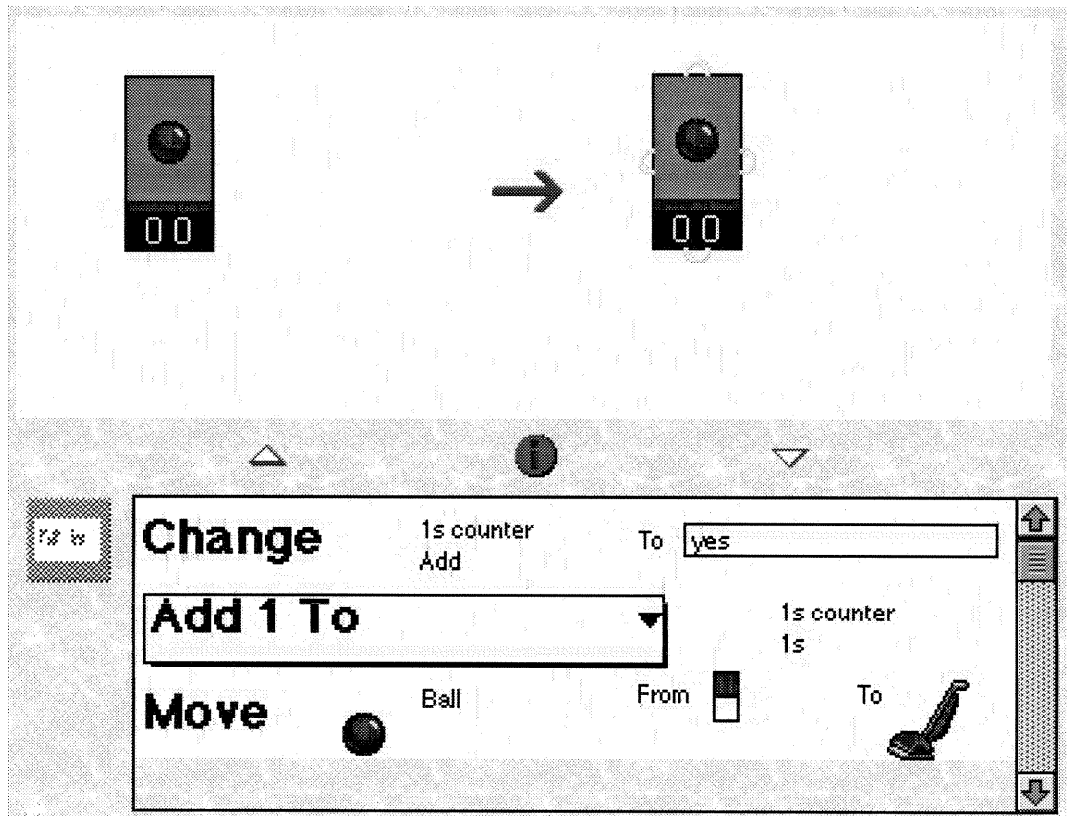 00
00
Change
1s counter
Add
To
yes
Add 1 To
1s counter
1s
Move
Ball
From
To